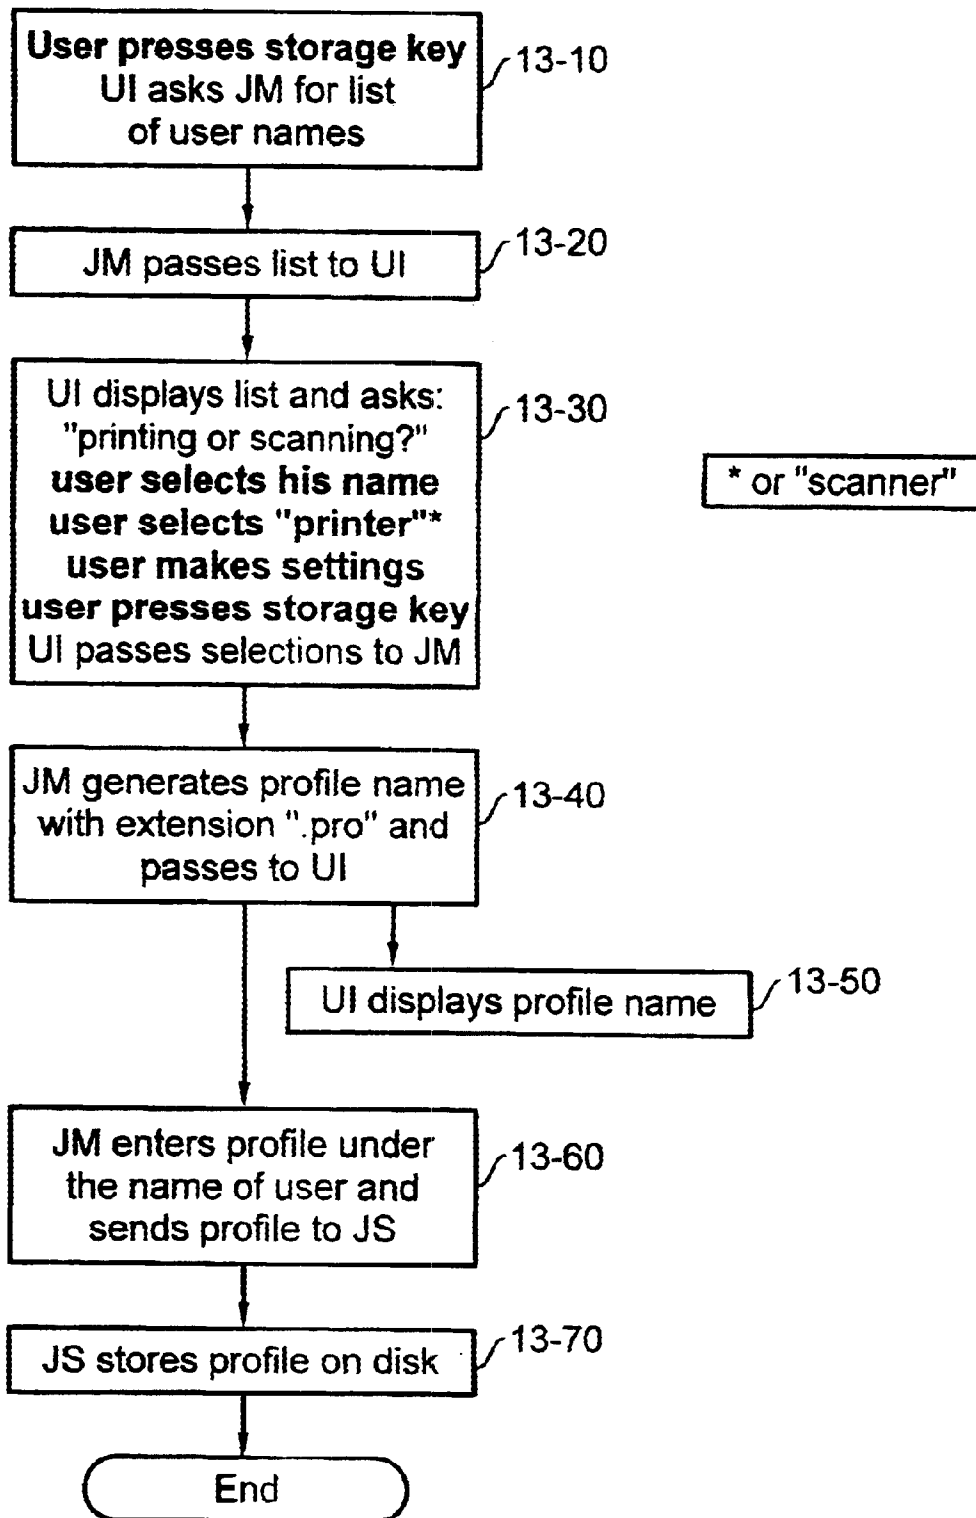 User presses storage key
UI asks JM for list
of user names
13-10
JM passes list to UI
13-20
UI displays list and asks:
"printing or scanning?"
user selects his name
user selects "printer"*
user makes settings
user presses storage key
UI passes selections to JM
13-30
* or "scanner"
JM generates profile name
with extension ".pro" and
passes to UI
13-40
UI displays profile name
13-50
JM enters profile under
the name of user and
sends profile to JS
13-60
JS stores profile on disk
13-70
End